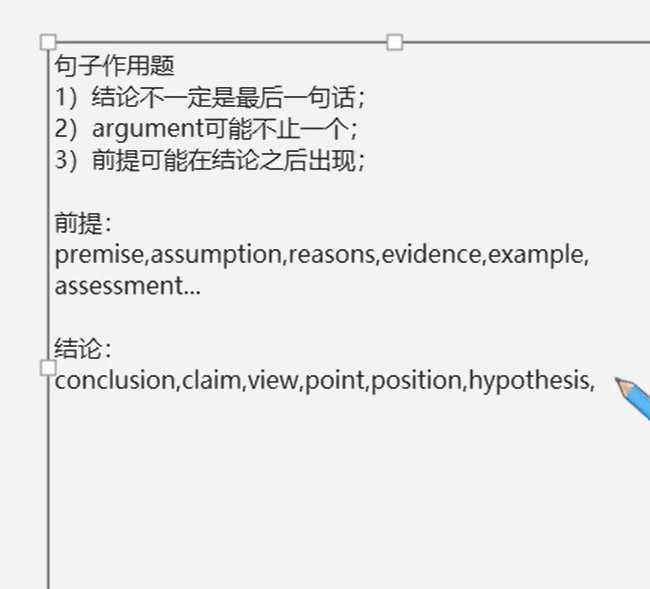 句子作用题
1）结论不一定是最后一句话；
2）argument可能不止一个；
3）前提可能在结论之后出现；
前提：
premise,assumption,reasons,evidence,example,
assessment...
结论：
conclusion,claim,view,point,position,hypothesis,